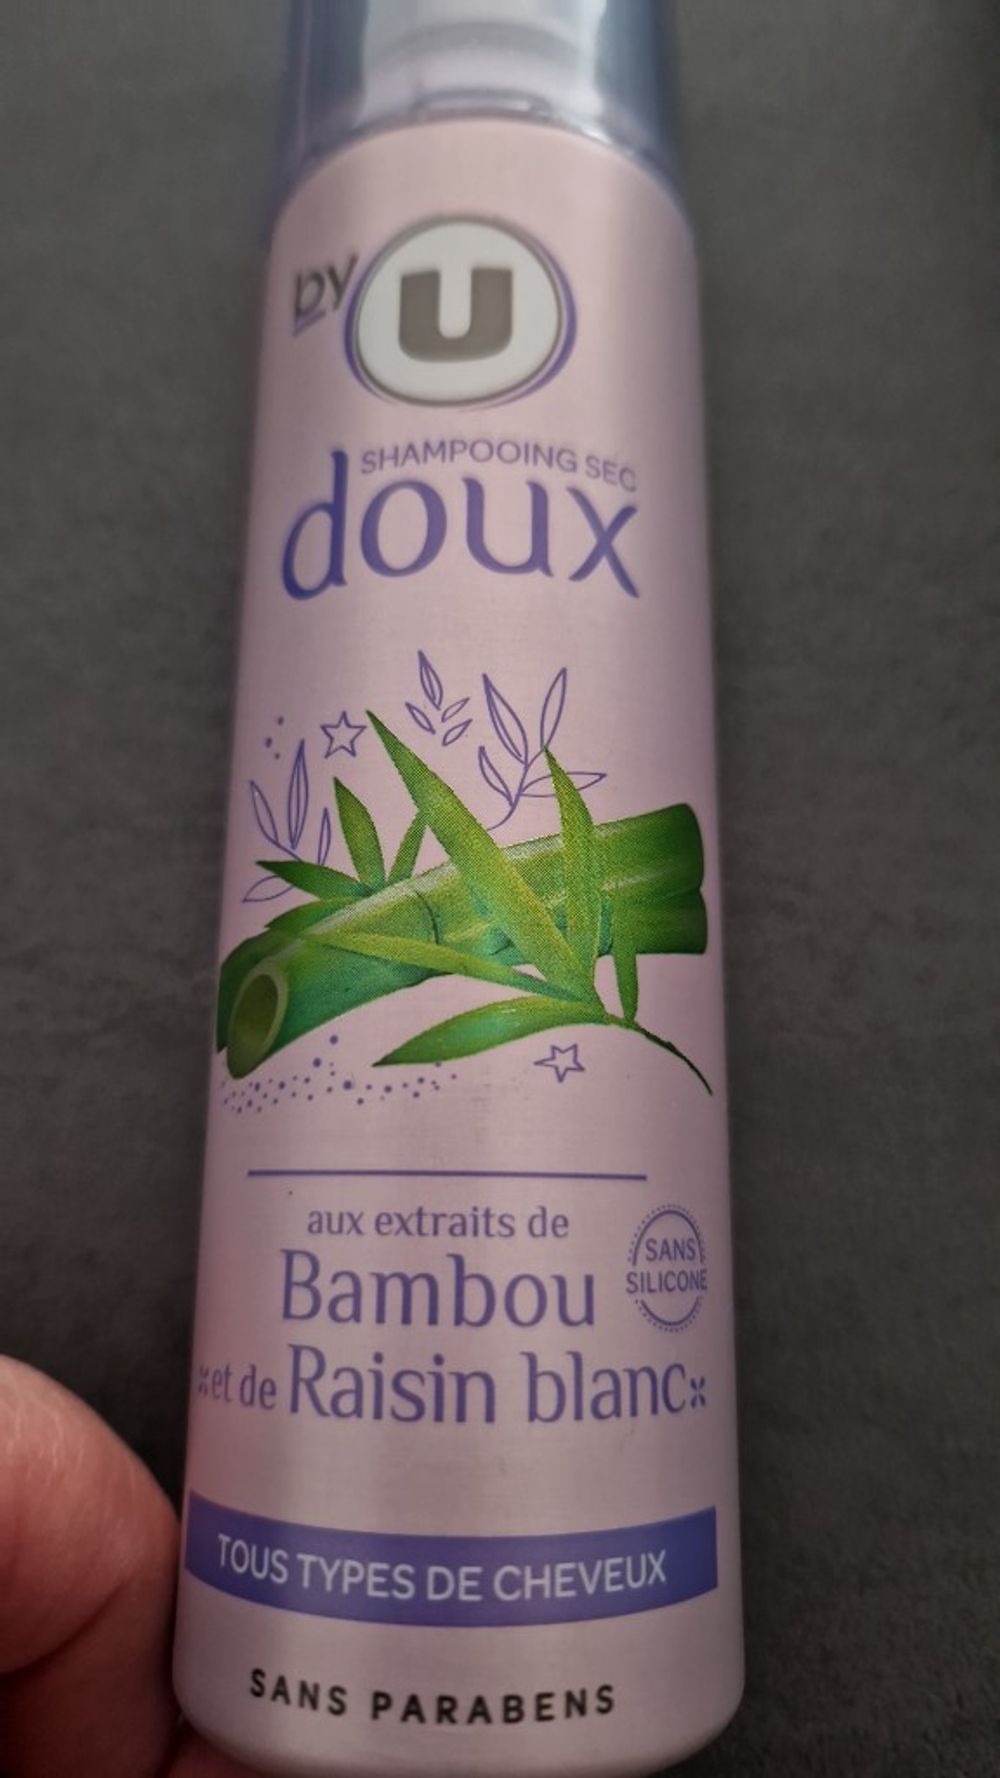 by U
SHAMPOOING SEC
doux
aux extraits de
Bambou
et de Raisin blanc
SANS
SILICONE
TOUS TYPES DE CHEVEUX
SANS PARABENS